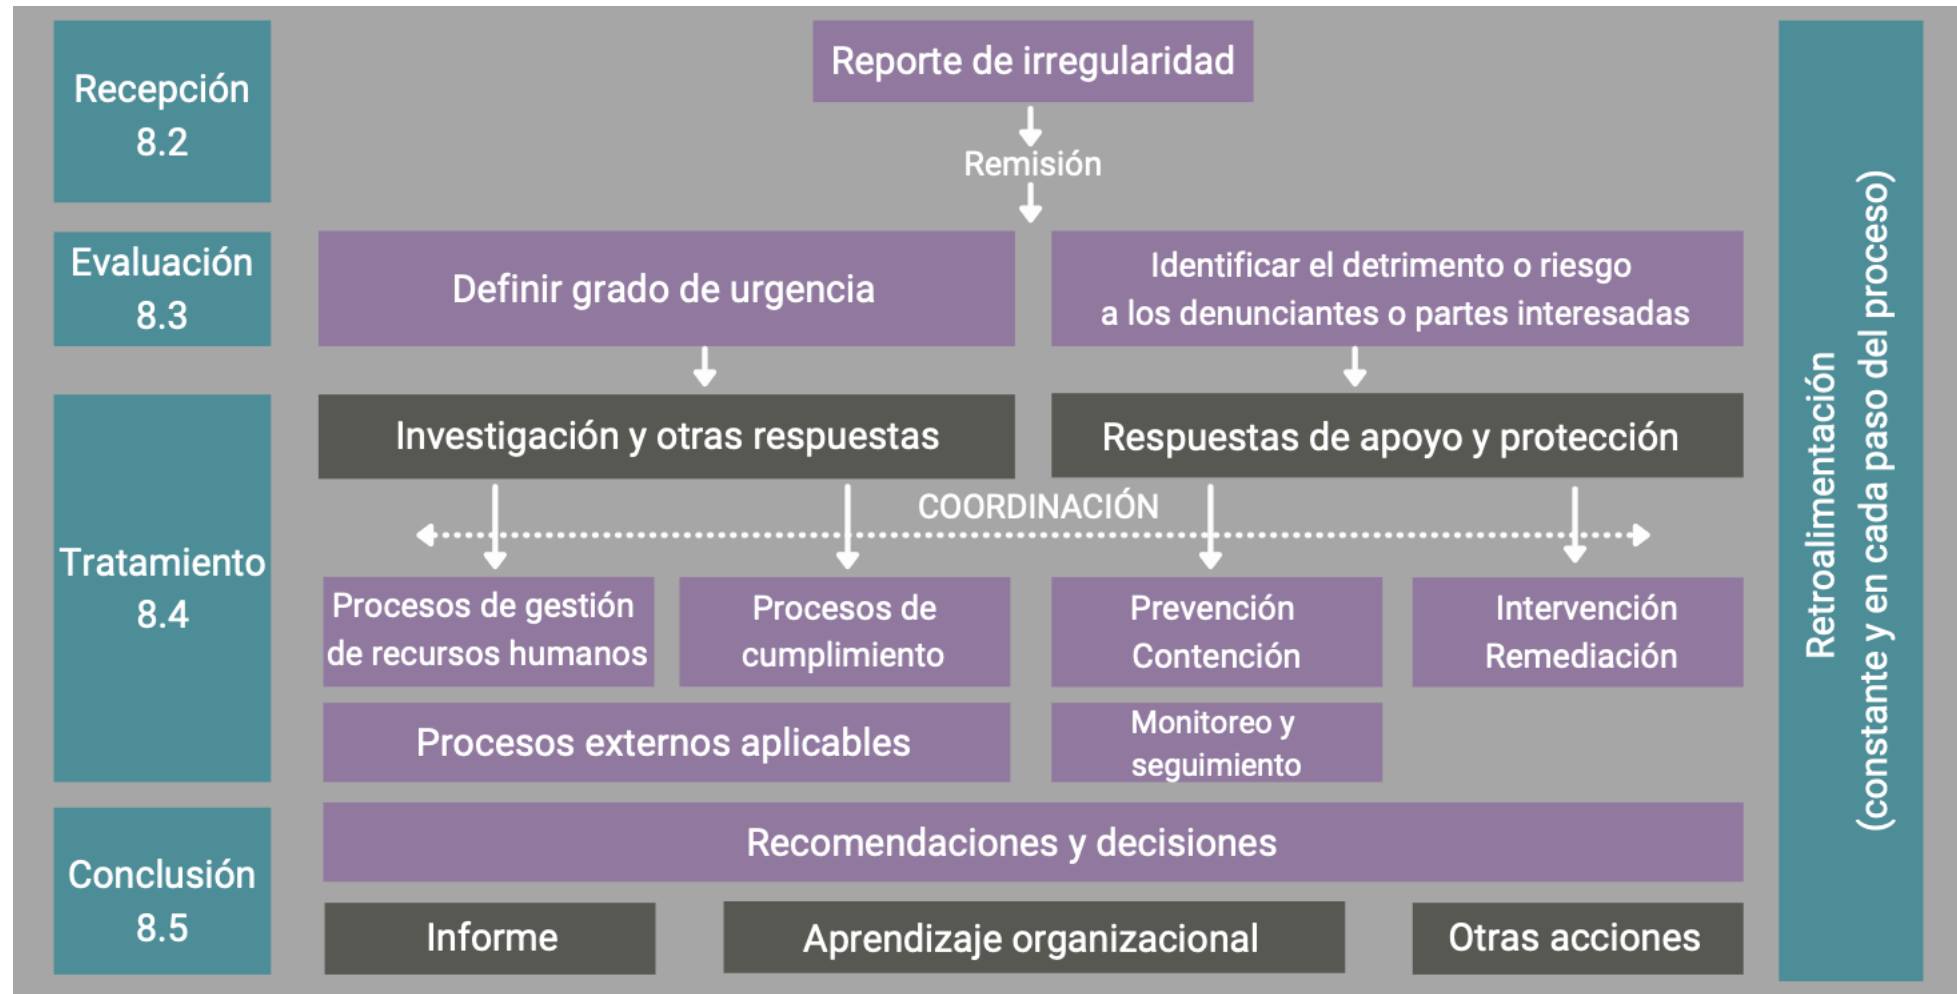 Recepción
8.2
Reporte de irregularidad
Remisión
Evaluación
8.3
Definir grado de urgencia
Identificar el detrimento o riesgo
a los denunciantes o partes interesadas
Tratamiento
8.4
Investigación y otras respuestas
Respuestas de apoyo y protección
COORDINACIÓN
Procesos de gestión
de recursos humanos
Procesos de
cumplimiento
Prevención
Contención
Intervención
Remediación
Procesos externos aplicables
Monitoreo y
seguimiento
Conclusión
8.5
Recomendaciones y decisiones
Informe
Aprendizaje organizacional
Otras acciones
Retroalimentación
(constante y en cada paso del proceso)